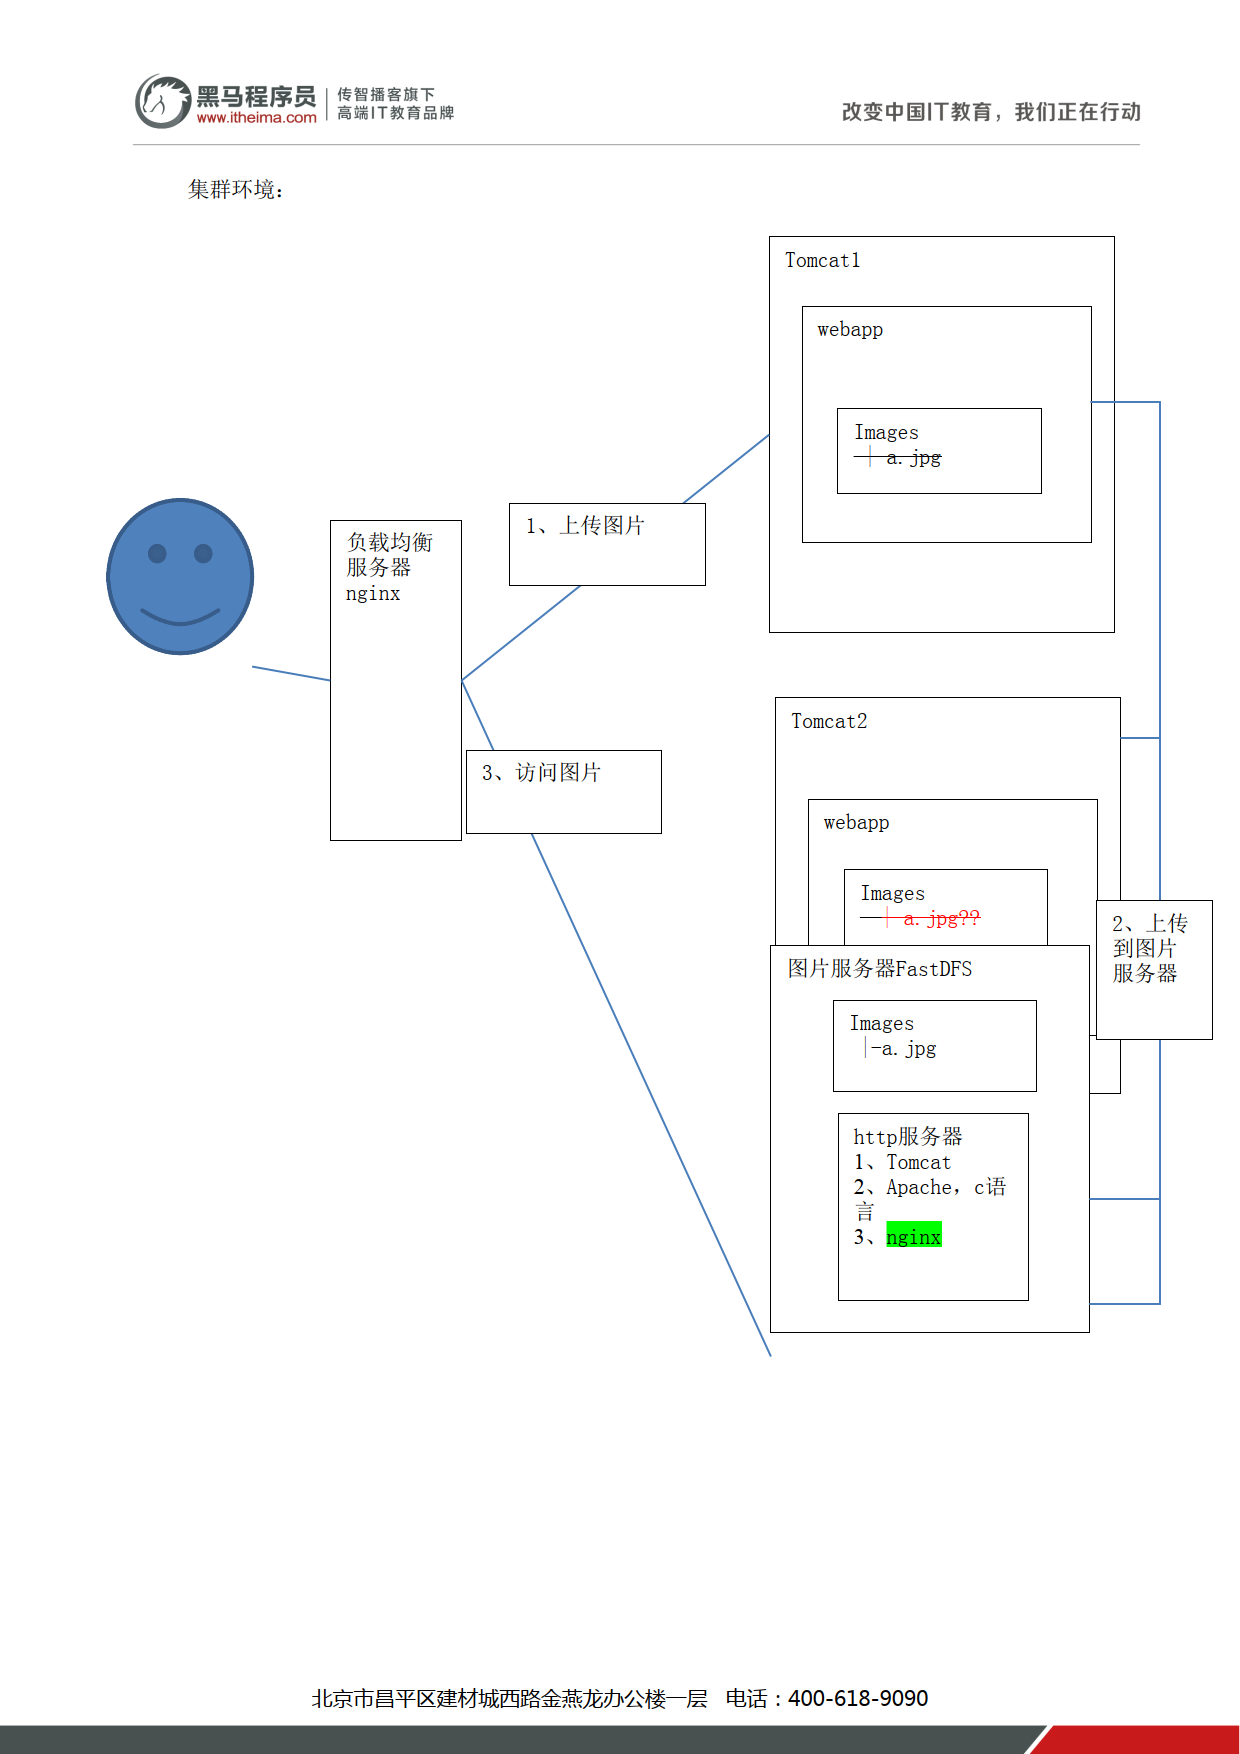 黑马程序员
www.itheima.com
传智播客旗下
高端IT教育品牌
改变中国IT教育，我们正在行动
集群环境：
Tomcat1
webapp
Images
a.jpg
1、上传图片
负载均衡
服务器
nginx
Tomcat2
3、访问图片
webapp
Images
a.jpg??
2、上传
到图片
服务器
图片服务器FastDFS
Images
|-a.jpg
http服务器
1、Tomcat
2、Apache，c语
言
3、nginx
北京市昌平区建材城西路金燕龙办公楼一层 电话：400-618-9090